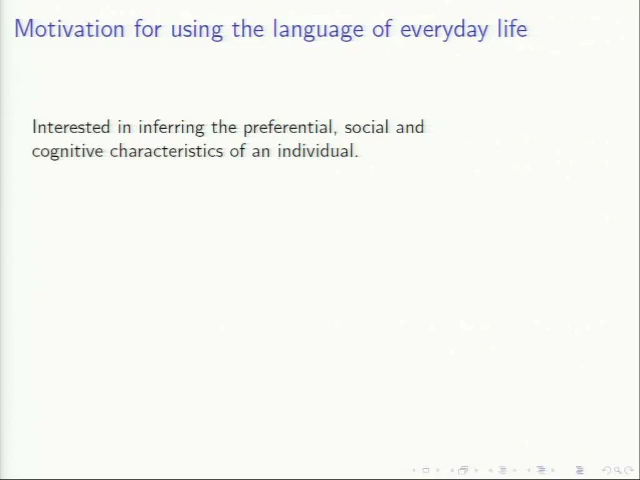 Motivation for using the language of everyday life
Interested in inferring the preferential, social and
cognitive characteristics of an individual.